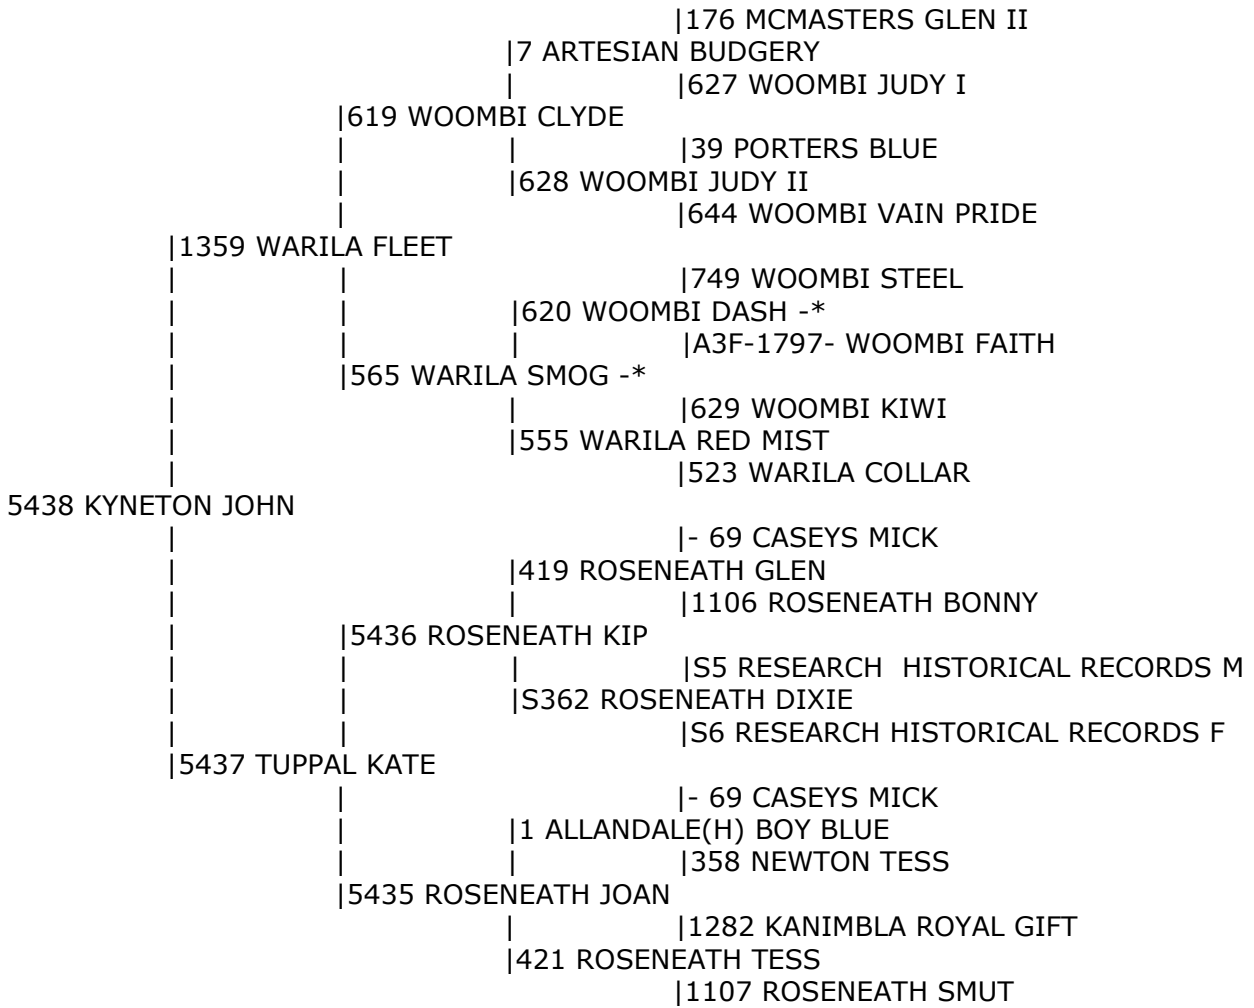 |176 MCMASTERS GLEN II
|7 ARTESIAN BUDGERY
|627 WOOMBI JUDY I
|619 WOOMBI CLYDE
|39 PORTERS BLUE
|628 WOOMBI JUDY II
|644 WOOMBI VAIN PRIDE
|1359 WARILA FLEET
|749 WOOMBI STEEL
|620 WOOMBI DASH -*
|A3F-1797- WOOMBI FAITH
|565 WARILA SMOG -*
|629 WOOMBI KIWI
|555 WARILA RED MIST
|523 WARILA COLLAR
5438 KYNETON JOHN
|- 69 CASEYS MICK
|419 ROSENEATH GLEN
|1106 ROSENEATH BONNY
|5436 ROSENEATH KIP
|S5 RESEARCH  HISTORICAL RECORDS M
|S362 ROSENEATH DIXIE
|S6 RESEARCH HISTORICAL RECORDS F
|5437 TUPPAL KATE
|- 69 CASEYS MICK
|1 ALLANDALE(H) BOY BLUE
|358 NEWTON TESS
|5435 ROSENEATH JOAN
|1282 KANIMBLA ROYAL GIFT
|421 ROSENEATH TESS
|1107 ROSENEATH SMUT